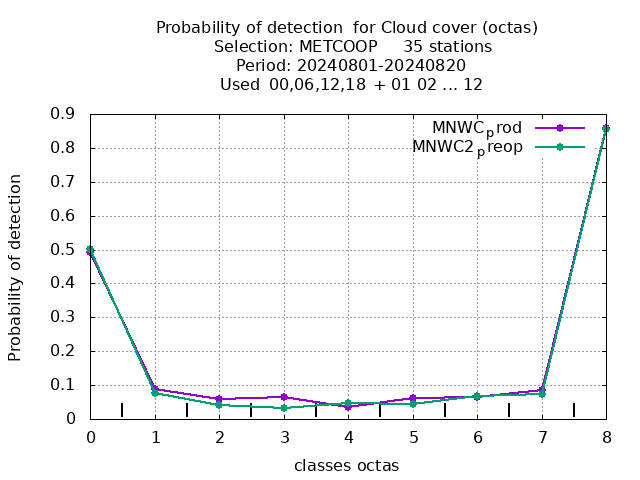 Probability of detection  for Cloud cover (octas)
Selection: METCOOP     35 stations
Period: 20240801-20240820
Used  00,06,12,18  + 01 02 ... 12
MNWCprod
MNWC2preop
0.9
0.8
0.7
0.6
0.5
0.4
0.3
0.2
0.1
0
Probability of detection
0 1 2 3 4 5 6 7 8
classes octas